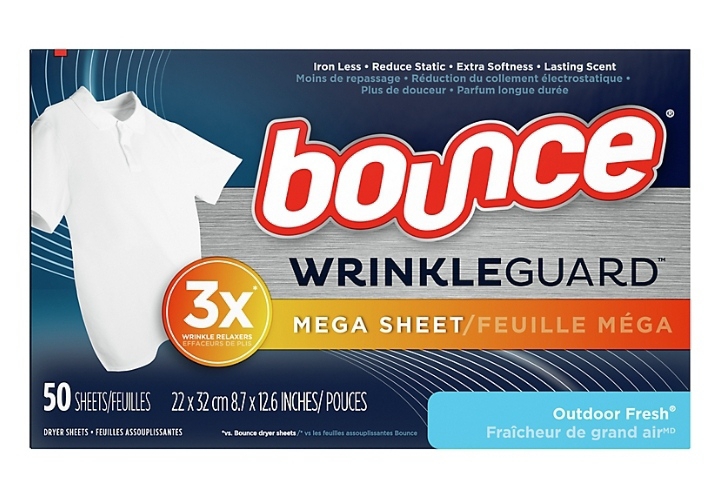 Iron Less • Reduce Static • Extra Softness • Lasting Scent
Moins de repassage • Réduction du collement électrostatique •
Plus de douceur • Parfum longue durée
bounce®
WRINKLEGUARD™
3X*
WRINKLE RELAXERS
EFFACEURS DE PLIS
MEGA SHEET/FEUILLE MÉGA
50 SHEETS/FEUILLES 22 x 32 cm 8.7 x 12.6 INCHES/ POUCES
DRYER SHEETS • FEUILLES ASSOUPLISSANTES
*vs. Bounce dryer sheets/* vs les feuilles assouplissantes Bounce
Outdoor Fresh®
Fraîcheur de grand airMD